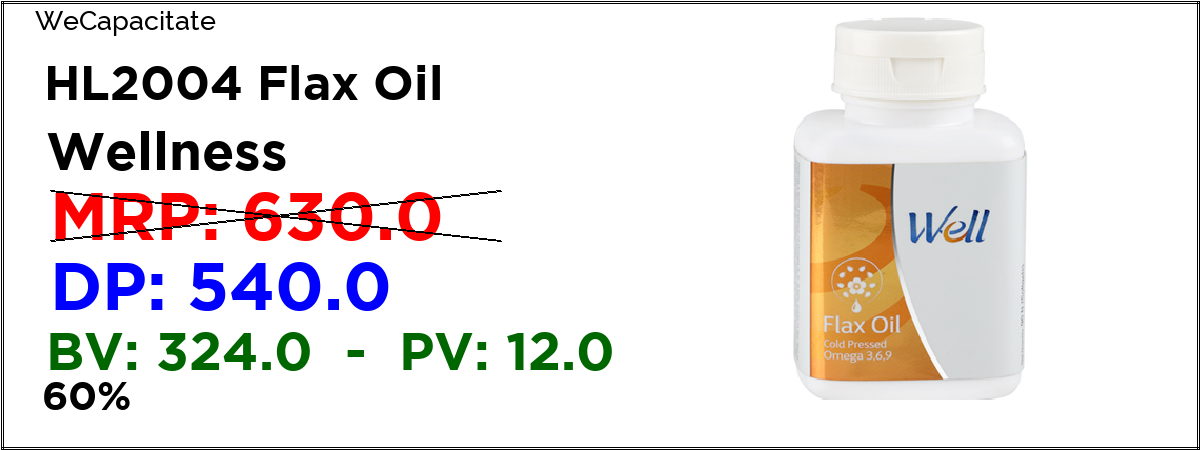 WeCapacitate
HL2004 Flax Oil
Wellness
MRP: 630.0
DP: 540.0
BV: 324.0 - PV: 12.0
60%
Well
Flax Oil
Cold Pressed
Omega 3,6,9